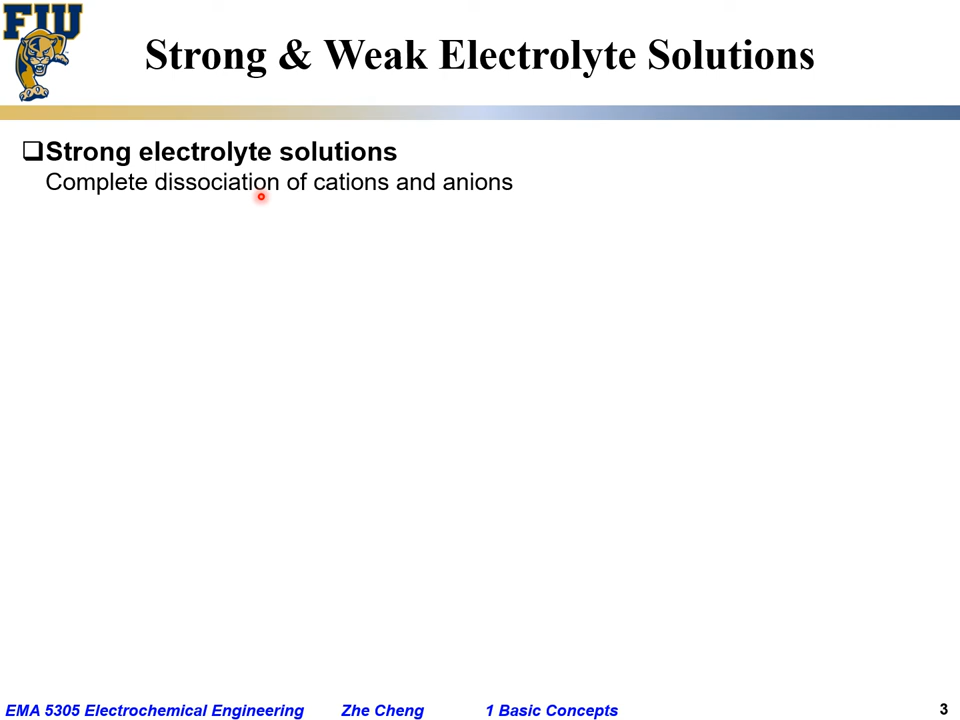 FIU
Strong & Weak Electrolyte Solutions
Strong electrolyte solutions
Complete dissociation of cations and anions
EMA 5305 Electrochemical Engineering Zhe Cheng 1 Basic Concepts 3